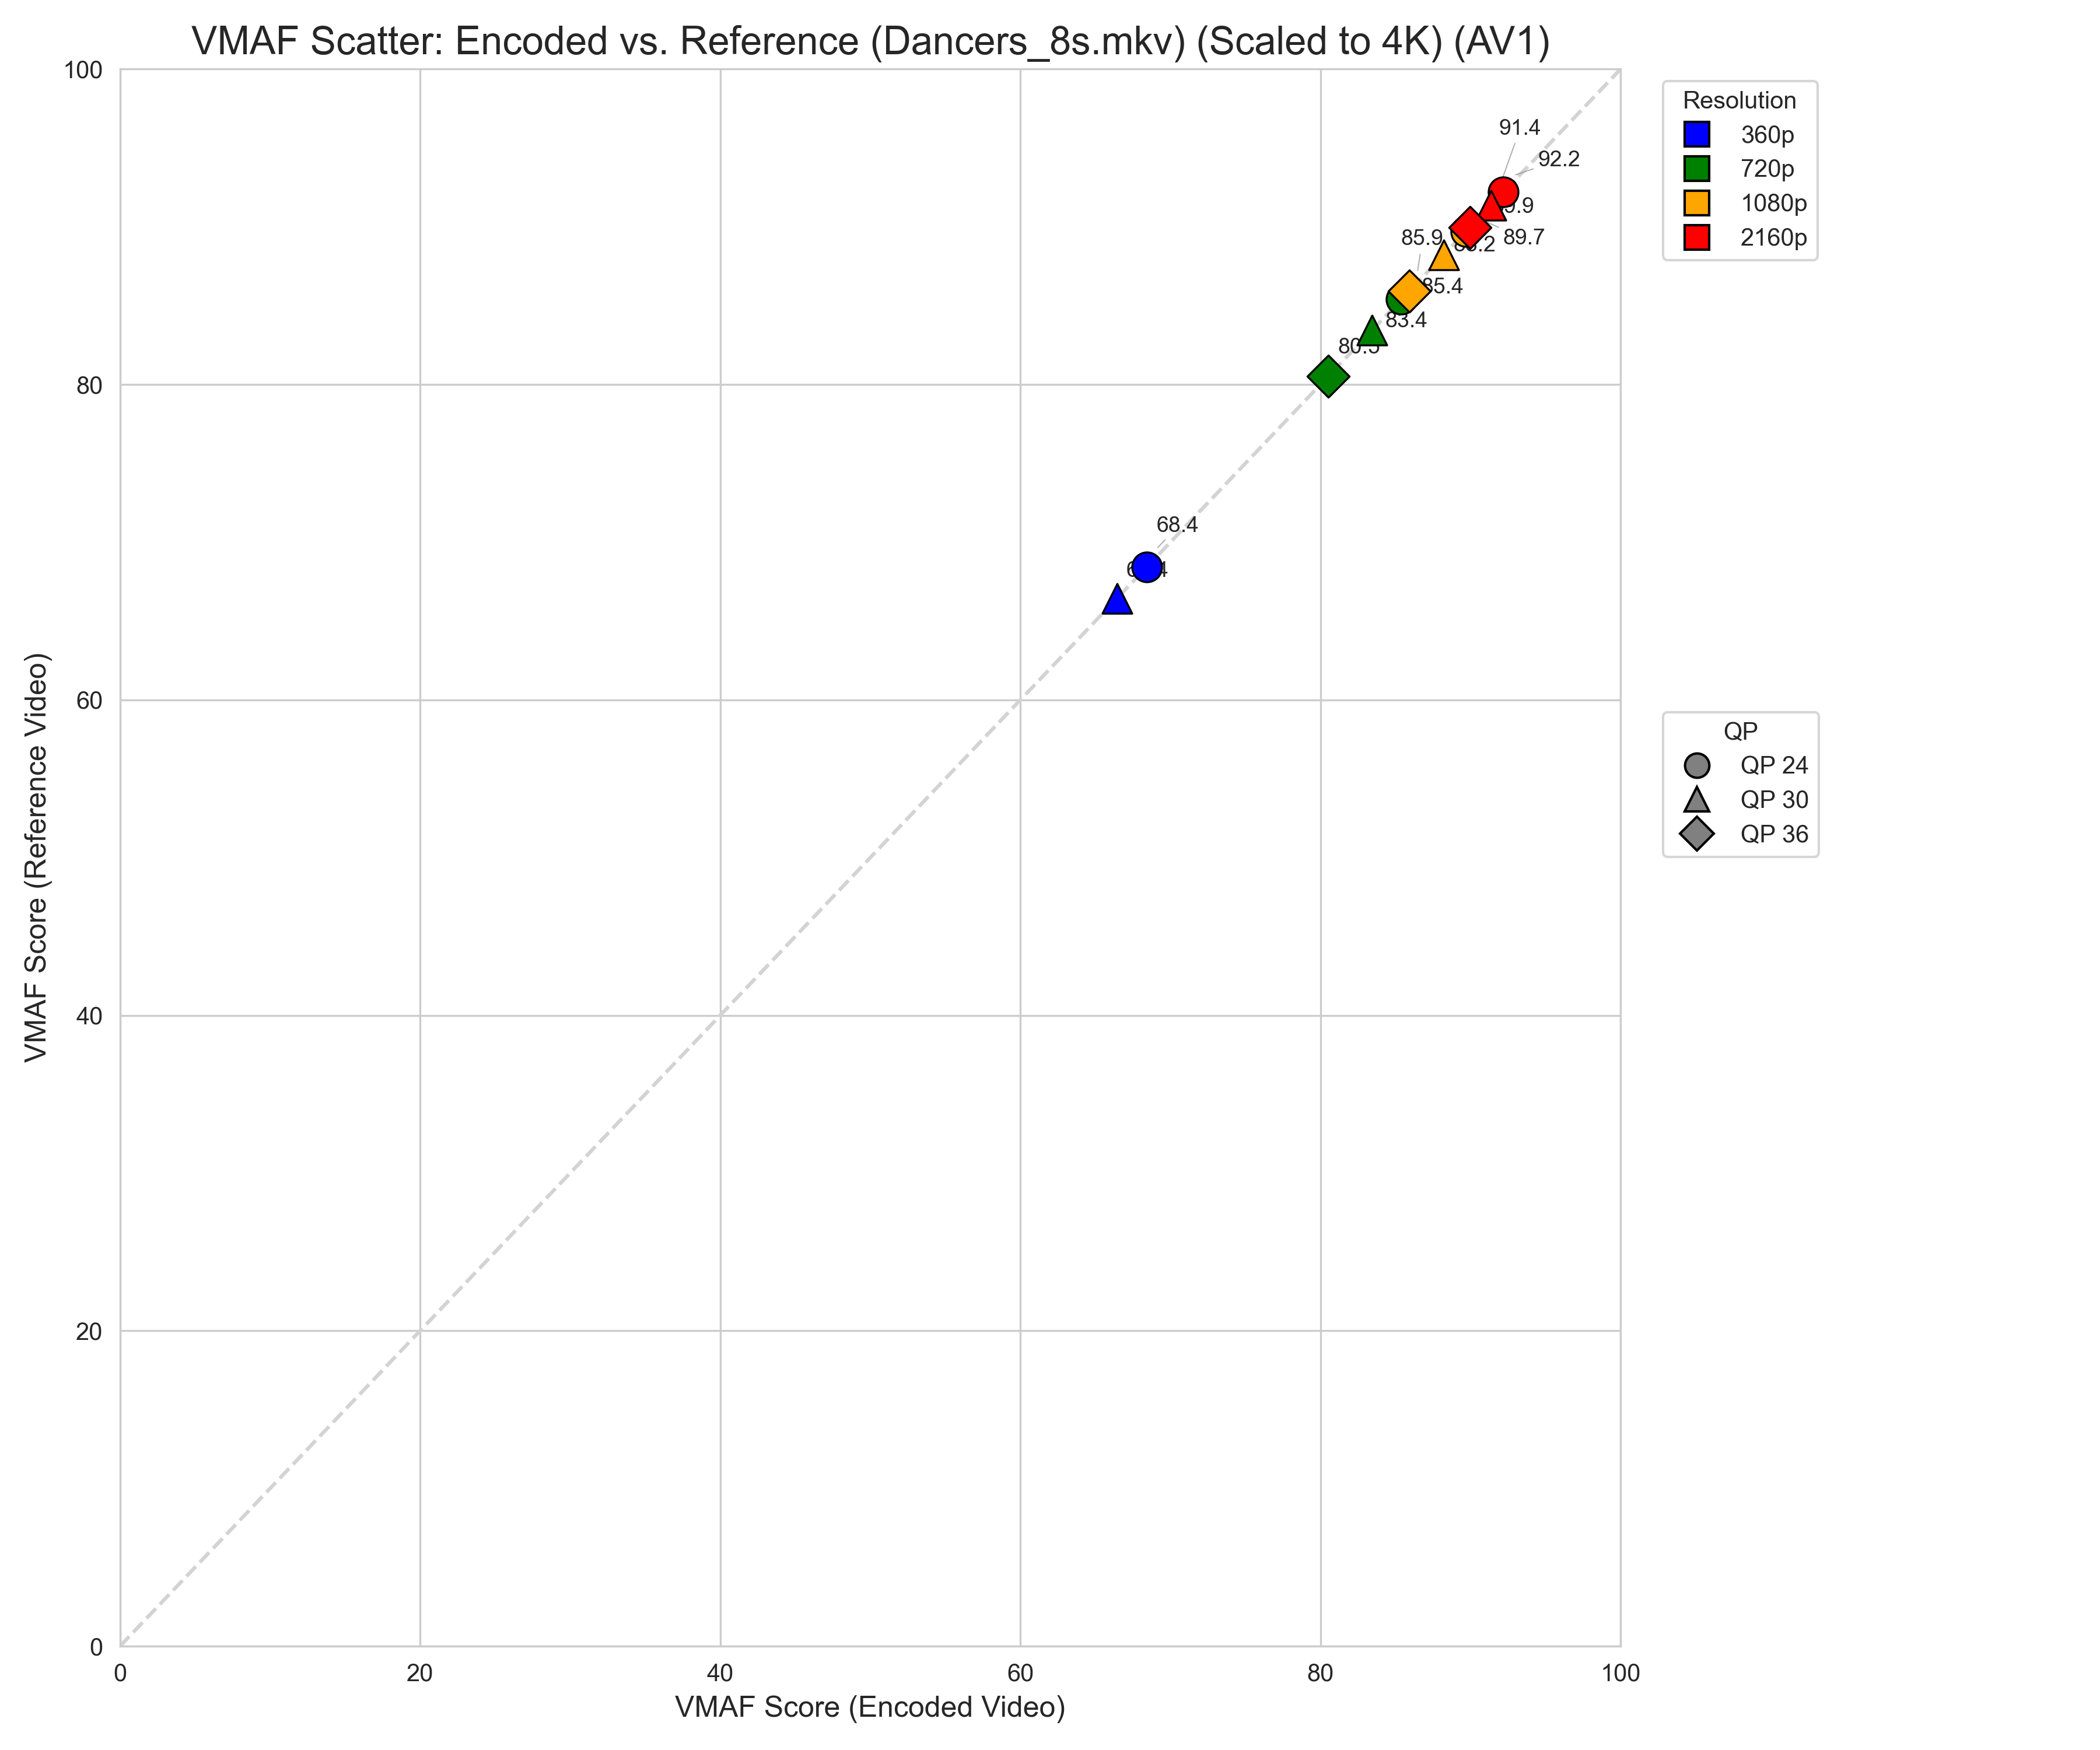 VMAF Scatter: Encoded vs. Reference (Dancers_8s.mkv) (Scaled to 4K) (AV1)
100
80
60
40
20
0
0 20 40 60 80 100
VMAF Score (Reference Video)
VMAF Score (Encoded Video)
91.4
92.2
89.7
85.9
85.4
83.4
68.4
Resolution
360p
720p
1080p
2160p
QP
QP 24
QP 30
QP 36